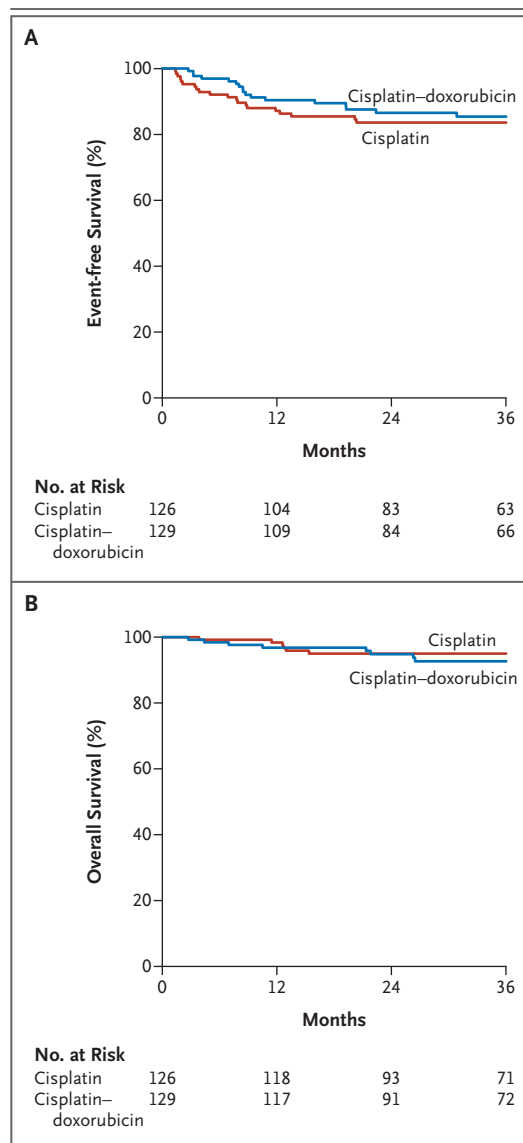 A
100
80
60
40
20
0
Event-free Survival (%)
Cisplatin–doxorubicin
Cisplatin
0 12 24 36
Months
No. at Risk
Cisplatin 126 104 83 63
Cisplatin–
doxorubicin 129 109 84 66
B
100
80
60
40
20
0
Overall Survival (%)
Cisplatin
Cisplatin–doxorubicin
0 12 24 36
Months
No. at Risk
Cisplatin 126 118 93 71
Cisplatin–
doxorubicin 129 117 91 72